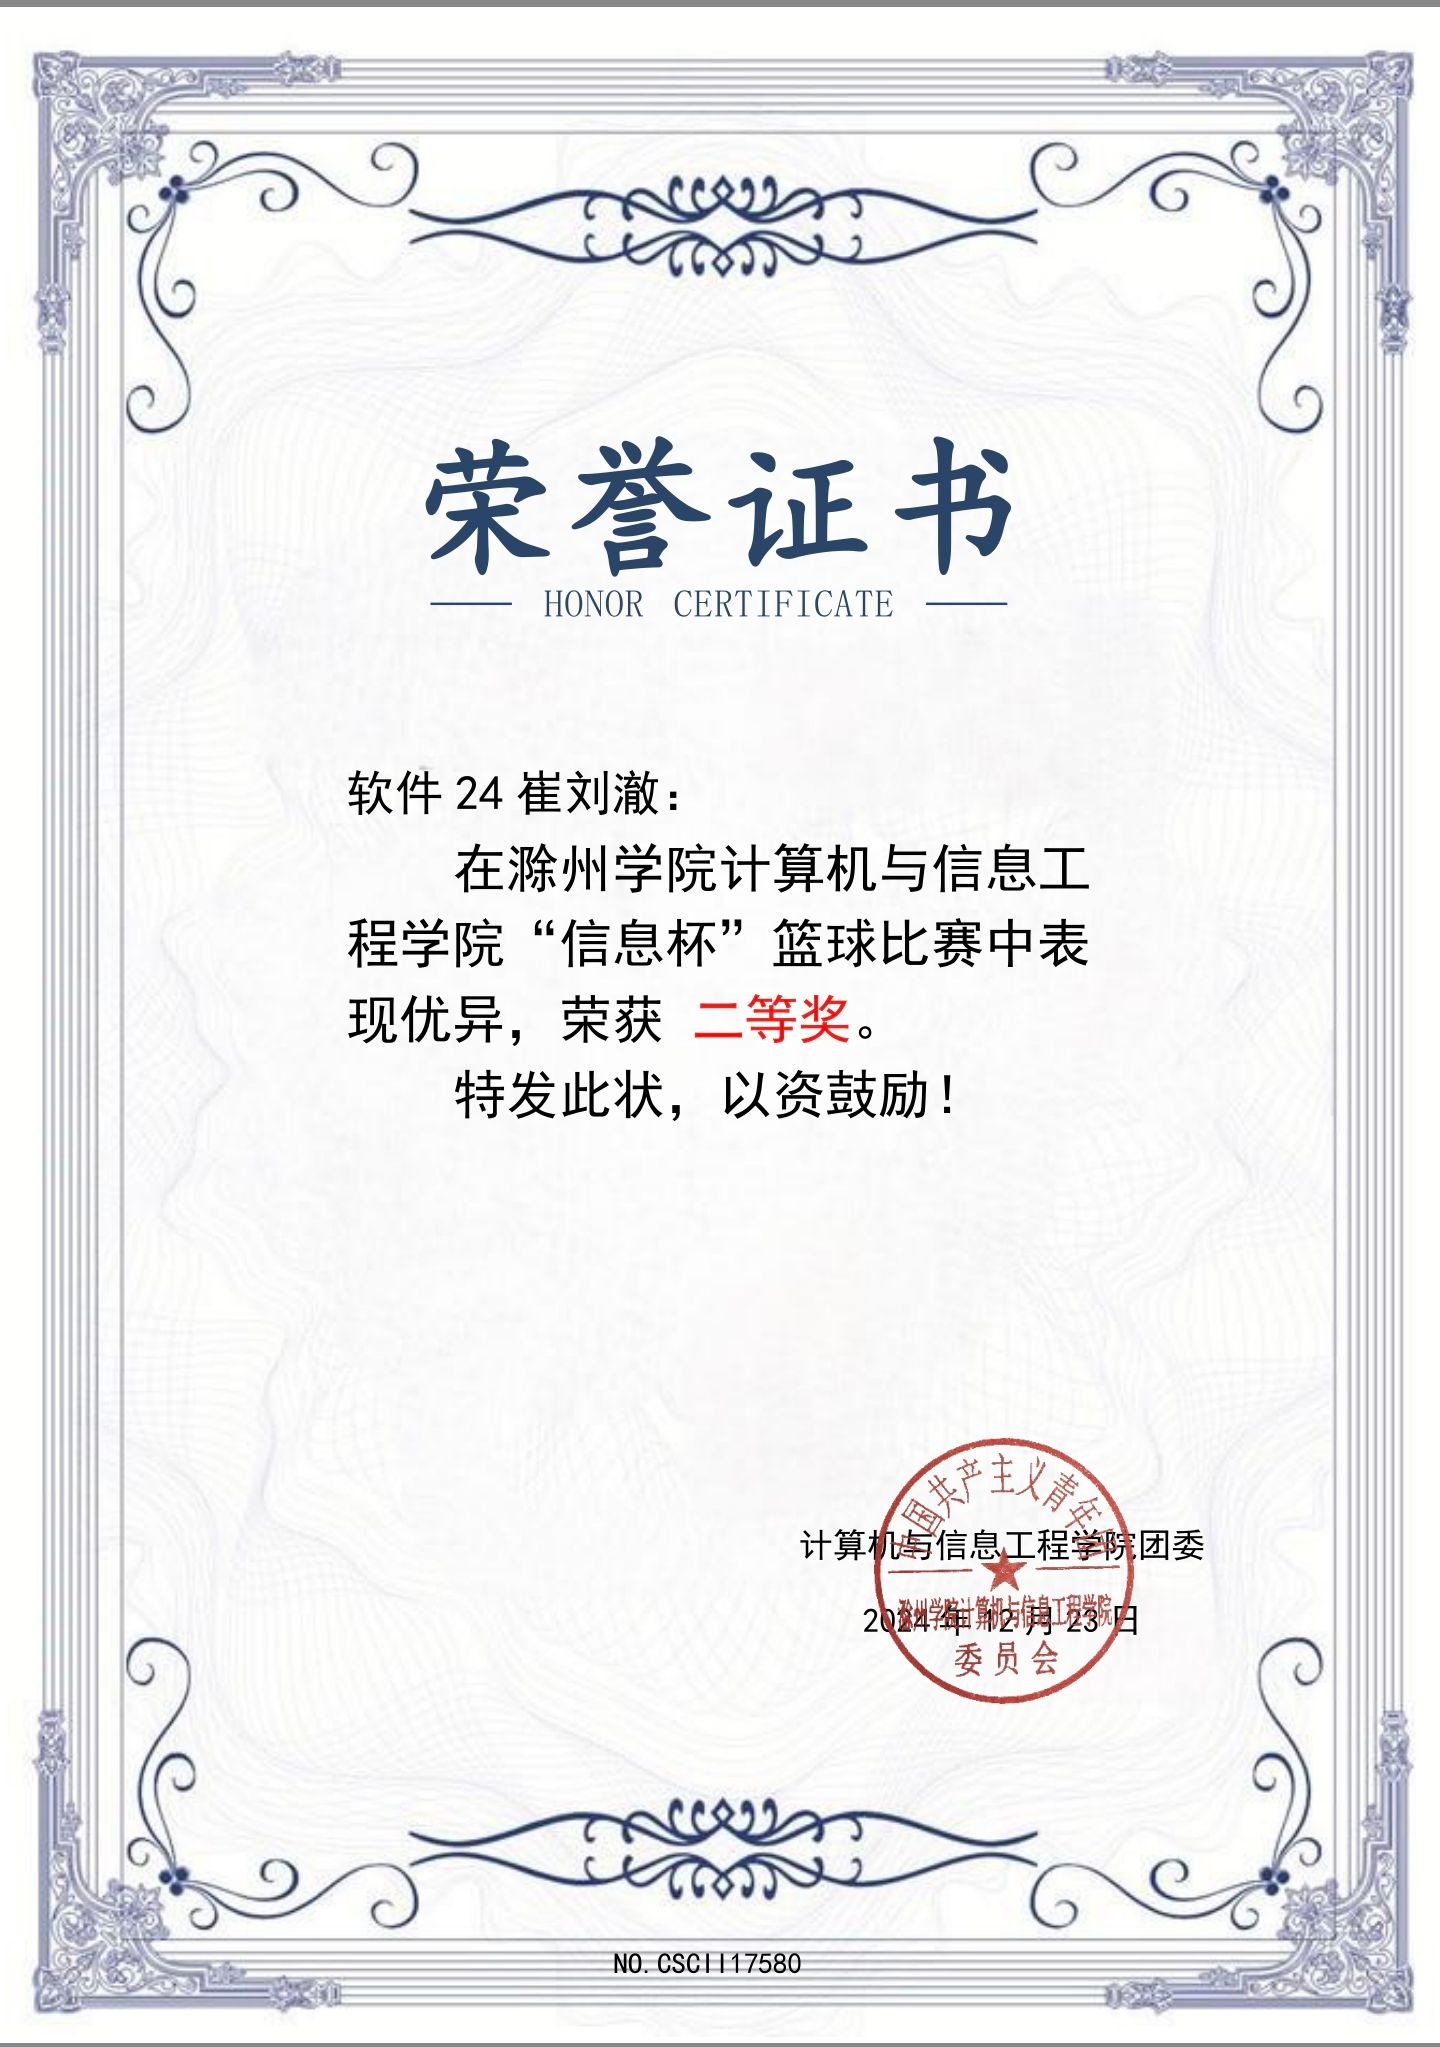 荣誉证书
HONOR CERTIFICATE
软件 24 崔刘澈：
在滁州学院计算机与信息工
程学院“信息杯”篮球比赛中表
现优异，荣获 二等奖。
特发此状，以资鼓励！
中国共产主义青年团
计算机与信息工程学院团委
滁州学院计算机与信息工程学院
2024 年 12 月 23 日
委员会
NO.CSCII17580